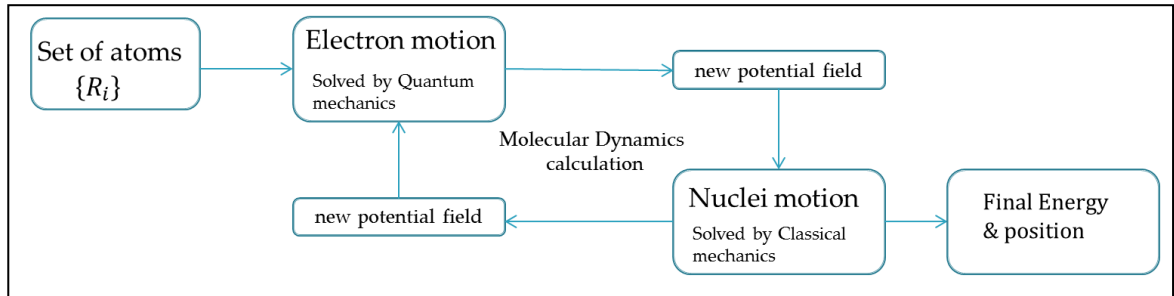 Set of atoms
{R_i}
Electron motion
Solved by Quantum
mechanics
new potential field
Molecular Dynamics
calculation
new potential field
Nuclei motion
Solved by Classical
mechanics
Final Energy
& position